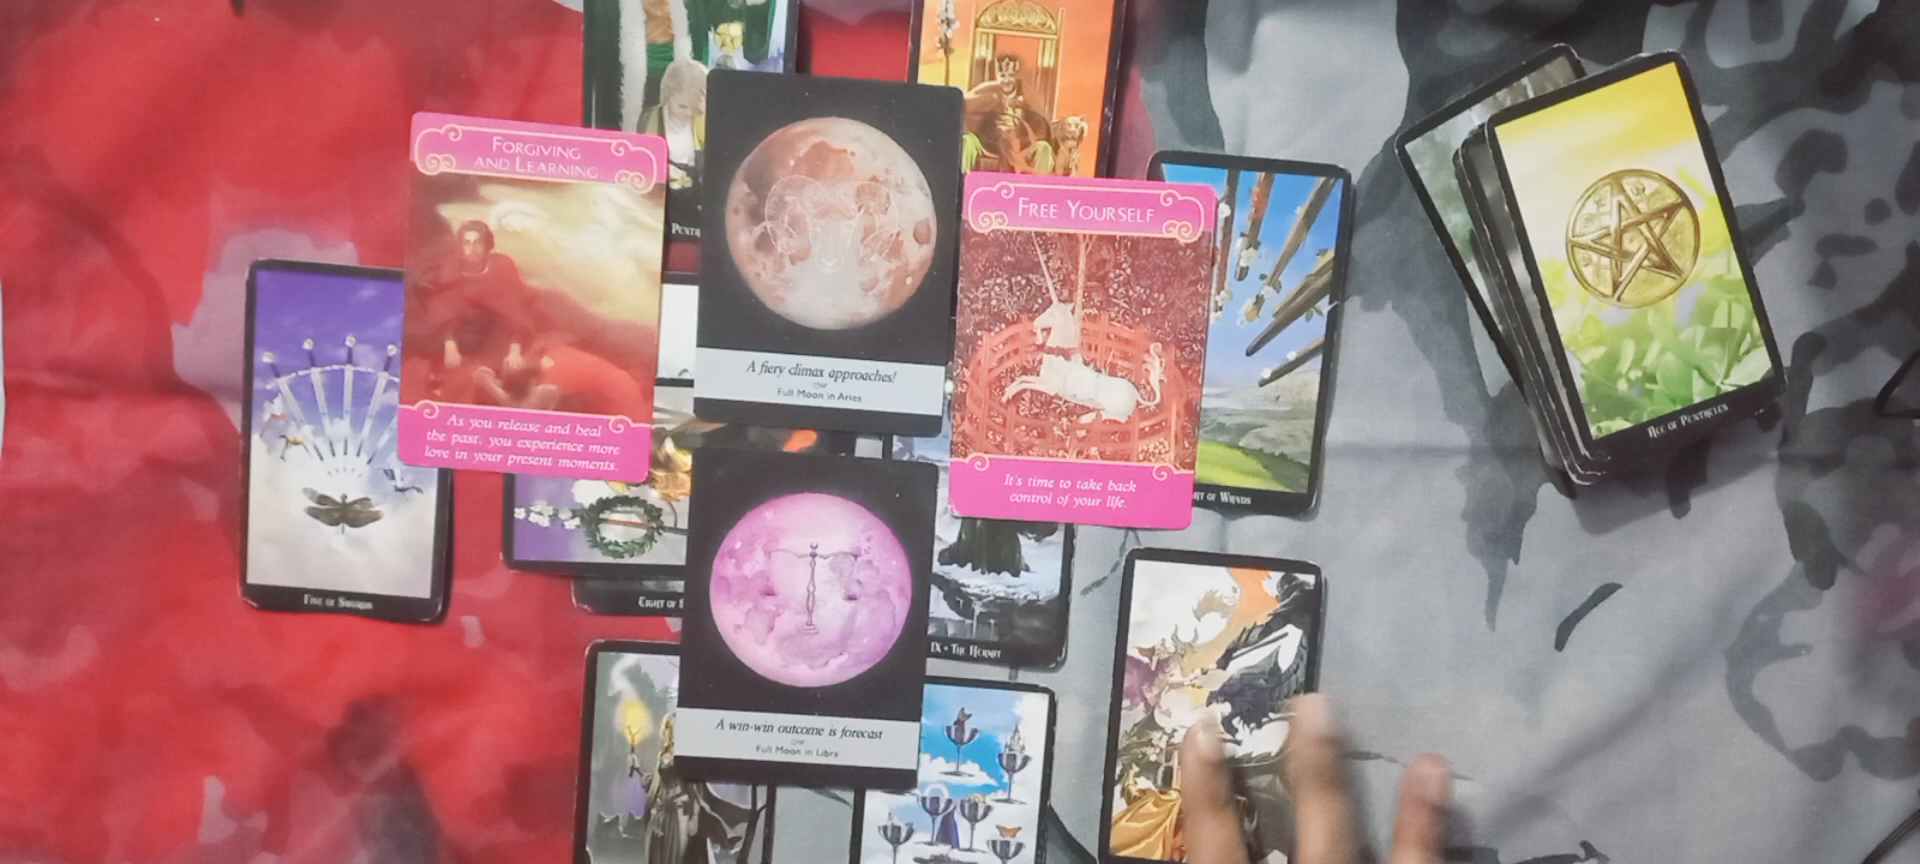 FORGIVING
AND LEARNING
As you release and heal
the past, you experience more
love in your present moments.
A fiery climax approaches!
Full Moon in Aries
FREE YOURSELF
It's time to take back
control of your life.
A win-win outcome is forecast
Full Moon in Libra
FIVE OF SWORDS
EIGHT OF
IX • THE HERMIT
OF WANDS
ACE OF PENTACLES